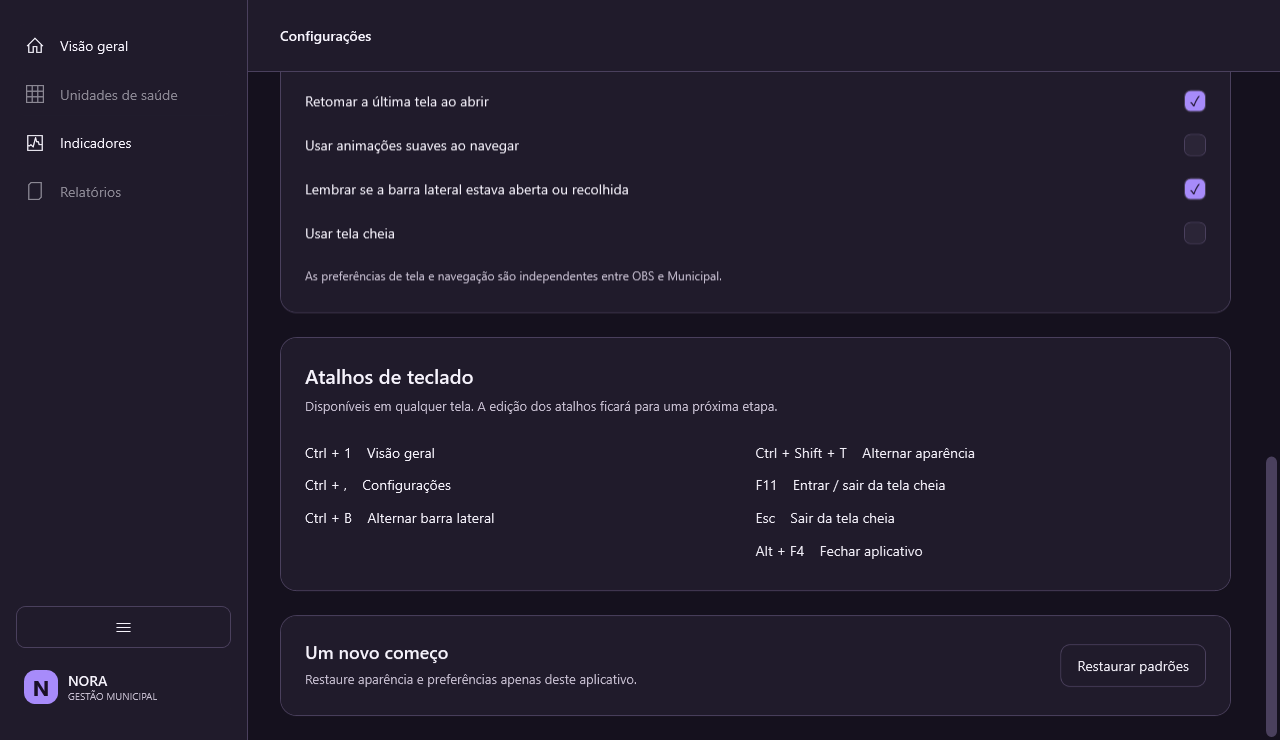 Visão geral
Unidades de saúde
Indicadores
Relatórios
NORA
GESTÃO MUNICIPAL
Configurações
Retomar a última tela ao abrir
Usar animações suaves ao navegar
Lembrar se a barra lateral estava aberta ou recolhida
Usar tela cheia
As preferências de tela e navegação são independentes entre OBS e Municipal.
Atalhos de teclado
Disponíveis em qualquer tela. A edição dos atalhos ficará para uma próxima etapa.
Ctrl + 1 Visão geral
Ctrl + , Configurações
Ctrl + B Alternar barra lateral
Ctrl + Shift + T Alternar aparência
F11 Entrar / sair da tela cheia
Esc Sair da tela cheia
Alt + F4 Fechar aplicativo
Um novo começo
Restaure aparência e preferências apenas deste aplicativo.
Restaurar padrões